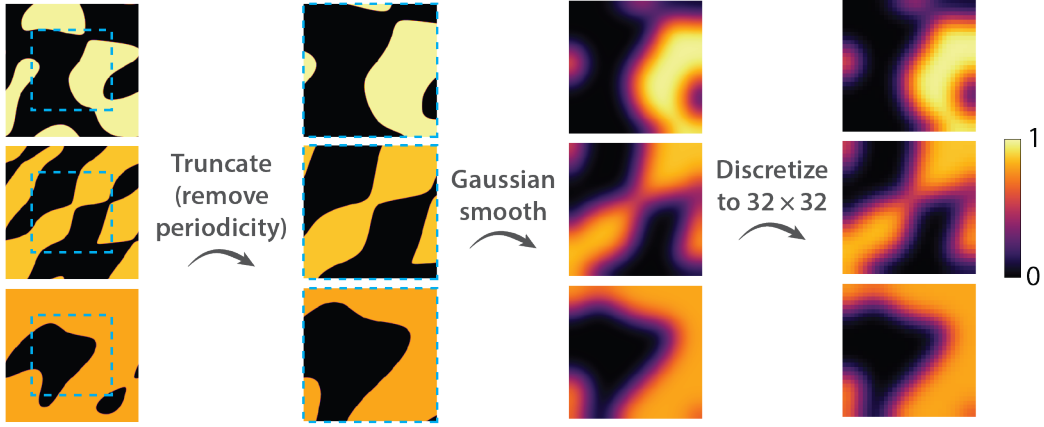 Truncate
(remove
periodicity)
Gaussian
smooth
Discretize
to 32 × 32
1
0